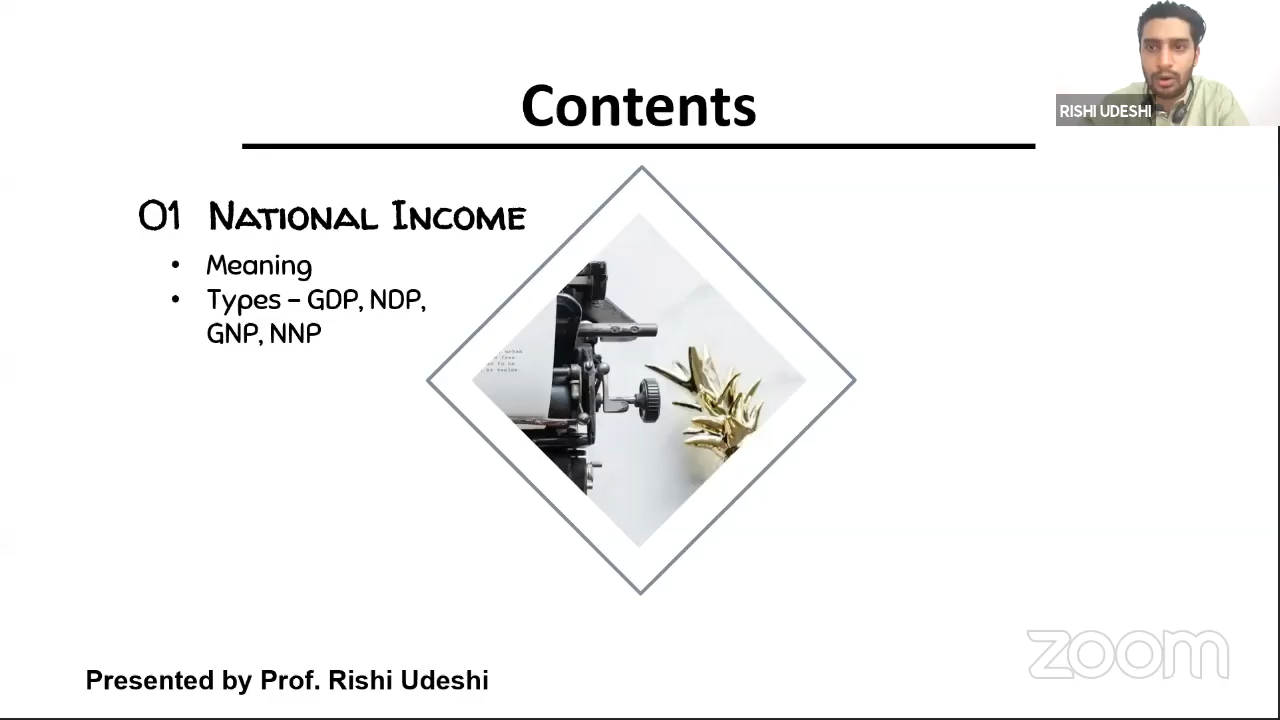 Contents
RISHI UDESHI
01 NATIONAL INCOME
• Meaning
• Types – GDP, NDP,
GNP, NNP
Presented by Prof. Rishi Udeshi
zoom